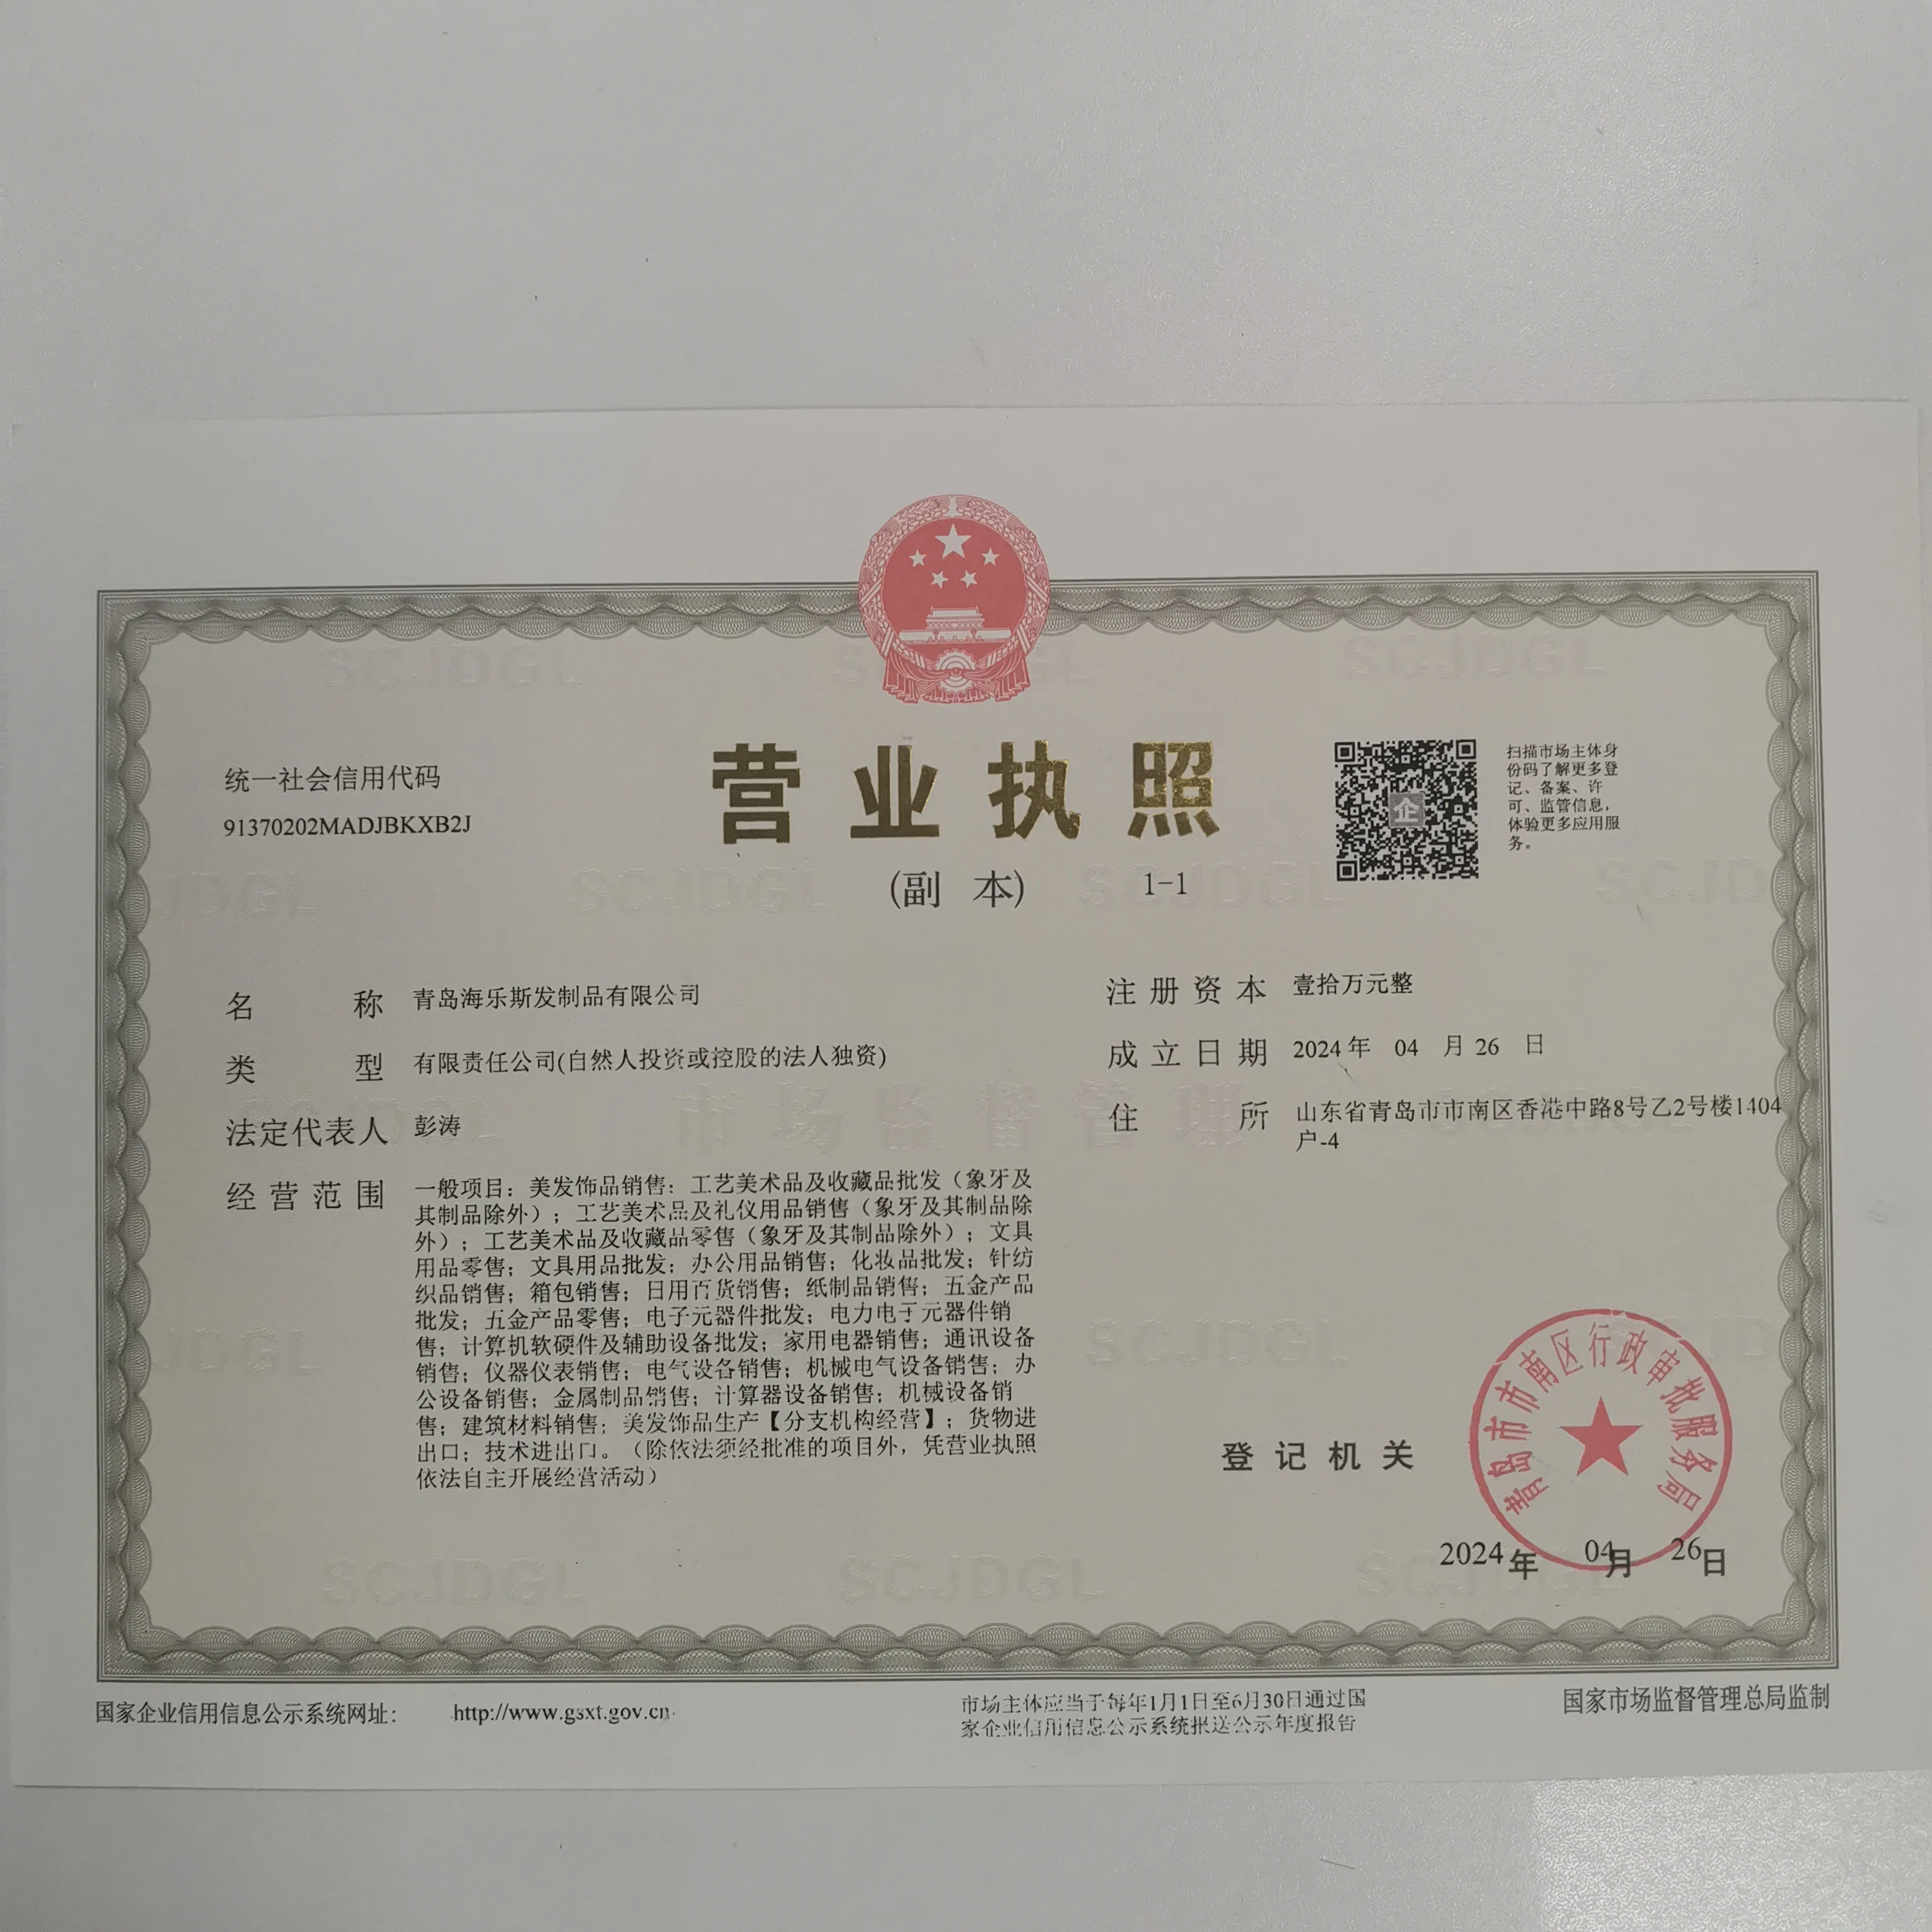 营业执照
(副 本) 1-1
统一社会信用代码
91370202MADJBKXB2J
企
扫描市场主体身
份码了解更多登
记、备案、许
可、监管信息，
体验更多应用服
务。
名 称 青岛海乐斯发制品有限公司
类 型 有限责任公司(自然人投资或控股的法人独资)
法定代表人 彭涛
经营范围 一般项目：美发饰品销售；工艺美术品及收藏品批发（象牙及
其制品除外）；工艺美术品及礼仪用品销售（象牙及其制品除
外）；工艺美术品及收藏品零售（象牙及其制品除外）；文具
用品零售；文具用品批发；办公用品销售；化妆品批发；针纺
织品销售；箱包销售；日用百货销售；纸制品销售；五金产品
批发；五金产品零售；电子元器件批发；电力电子元器件销
售；计算机软硬件及辅助设备批发；家用电器销售；通讯设备
销售；仪器仪表销售；电气设备销售；机械电气设备销售；办
公设备销售；金属制品销售；计算器设备销售；机械设备销
售；建筑材料销售；美发饰品生产【分支机构经营】；货物进
出口；技术进出口。（除依法须经批准的项目外，凭营业执照
依法自主开展经营活动）
注册资本 壹拾万元整
成立日期 2024年 04 月 26 日
住 所 山东省青岛市市南区香港中路8号乙2号楼1404
户-4
登记机关
青岛市市南区行政审批服务局
2024年 04月 26日
SCJDGL
市场监督管理
国家企业信用信息公示系统网址： http://www.gsxt.gov.cn
市场主体应当于每年1月1日至6月30日通过国
家企业信用信息公示系统报送公示年度报告
国家市场监督管理总局监制